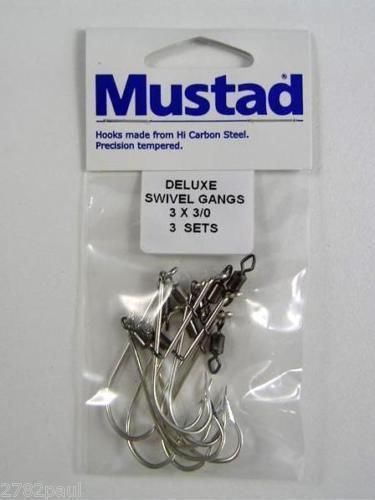 Mustad®
Hooks made from Hi Carbon Steel.
Precision tempered.
DELUXE
SWIVEL GANGS
3 X 3/0
3 SETS
2782paul